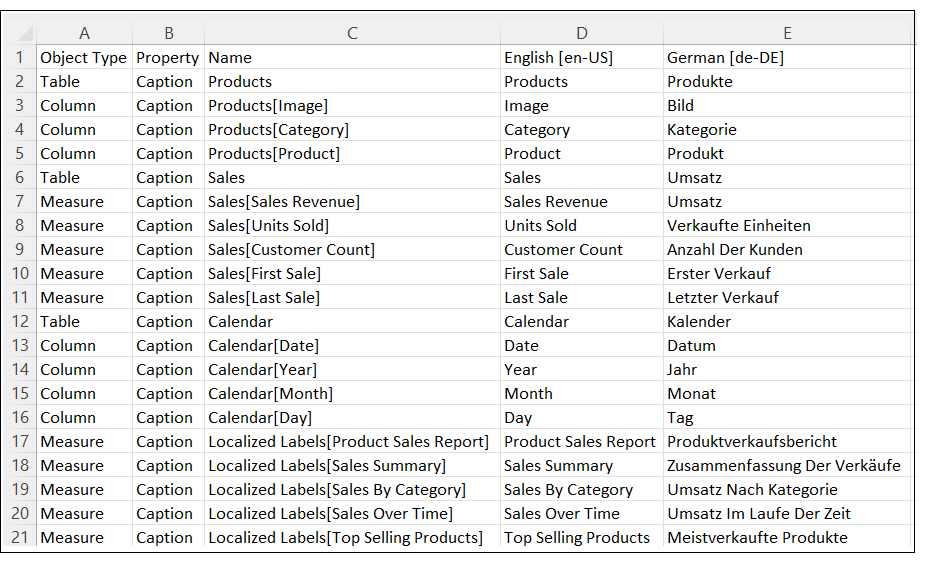 A B C D E
1 Object Type Property Name English [en-US] German [de-DE]
2 Table Caption Products Products Produkte
3 Column Caption Products[Image] Image Bild
4 Column Caption Products[Category] Category Kategorie
5 Column Caption Products[Product] Product Produkt
6 Table Caption Sales Sales Umsatz
7 Measure Caption Sales[Sales Revenue] Sales Revenue Umsatz
8 Measure Caption Sales[Units Sold] Units Sold Verkaufte Einheiten
9 Measure Caption Sales[Customer Count] Customer Count Anzahl Der Kunden
10 Measure Caption Sales[First Sale] First Sale Erster Verkauf
11 Measure Caption Sales[Last Sale] Last Sale Letzter Verkauf
12 Table Caption Calendar Calendar Kalender
13 Column Caption Calendar[Date] Date Datum
14 Column Caption Calendar[Year] Year Jahr
15 Column Caption Calendar[Month] Month Monat
16 Column Caption Calendar[Day] Day Tag
17 Measure Caption Localized Labels[Product Sales Report] Product Sales Report Produktverkaufsbericht
18 Measure Caption Localized Labels[Sales Summary] Sales Summary Zusammenfassung Der Verkäufe
19 Measure Caption Localized Labels[Sales By Category] Sales By Category Umsatz Nach Kategorie
20 Measure Caption Localized Labels[Sales Over Time] Sales Over Time Umsatz Im Laufe Der Zeit
21 Measure Caption Localized Labels[Top Selling Products] Top Selling Products Meistverkaufte Produkte